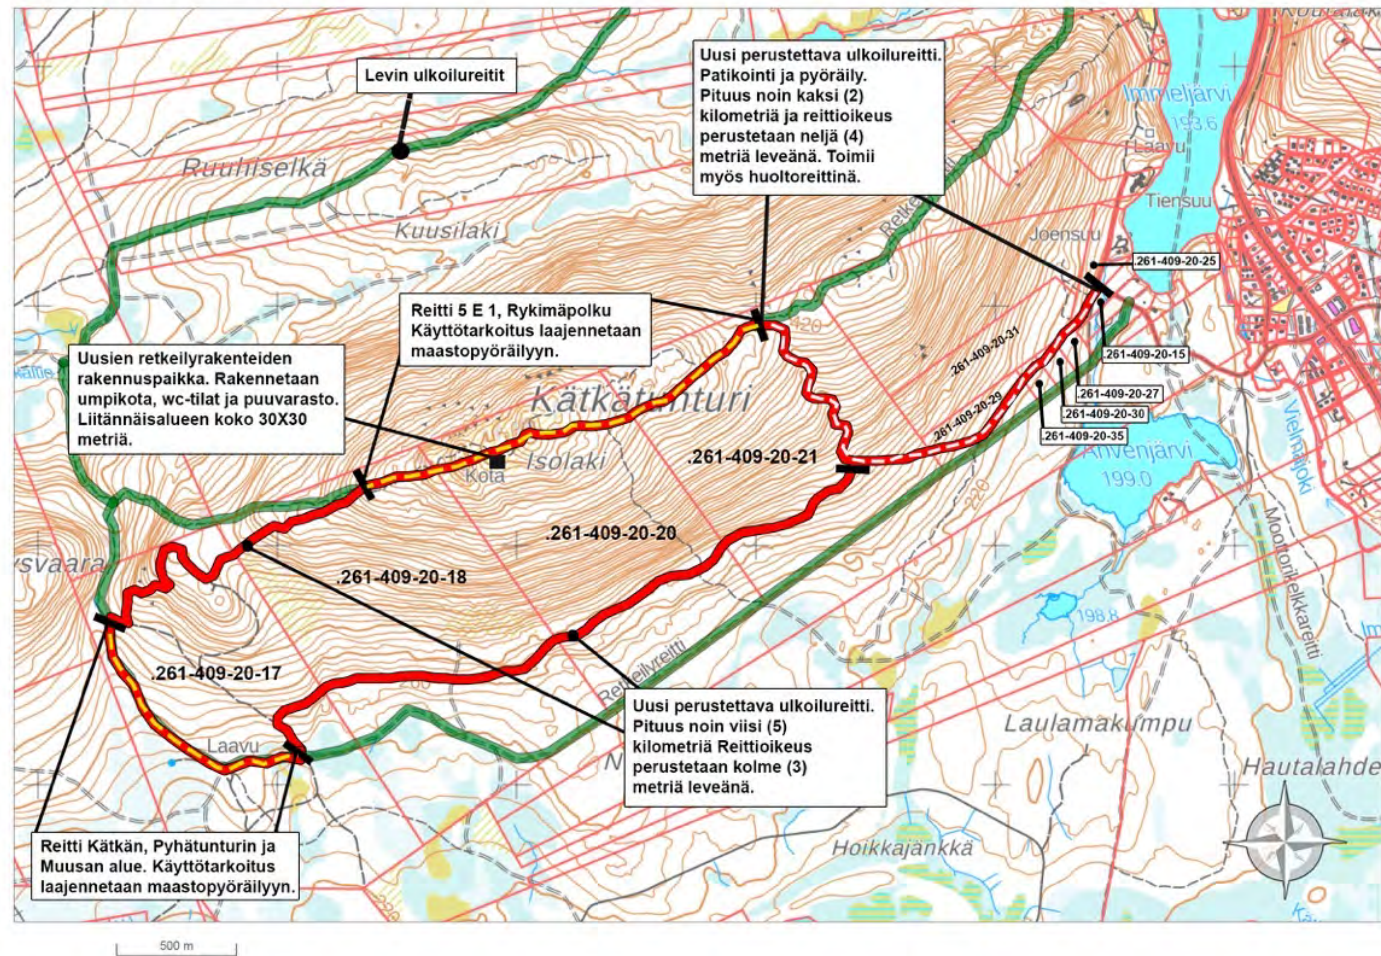 Levin ulkoilureitit
Uusi perustettava ulkoilureitti.
Patikointi ja pyöräily.
Pituus noin kaksi (2)
kilometriä ja reittioikeus
perustetaan neljä (4)
metriä leveänä. Toimii
myös huoltoreittinä.
Immeljärvi
193.6
Laavu
Tiensuu
Joensuu
Ruuhiselkä
Kuusilaki
.261-409-20-25
Reitti 5 E 1, Rykimäpolku
Käyttötarkoitus laajennetaan
maastopyöräilyyn.
420
.261-409-20-31
.261-409-20-15
Uusien retkeilyrakenteiden
rakennuspaikka. Rakennetaan
umpikota, wc-tilat ja puuvarasto.
Liitännäisalueen koko 30X30
metriä.
Kätkätunturi
.261-409-20-27
.261-409-20-29
.261-409-20-30
.261-409-20-35
Isolaki
Kota
.261-409-20-21
Ahvenjärvi
199.0
Vielmajoki
220
.261-409-20-20
ysvaara
.261-409-20-18
Moottorikelkkareitti
198.8
.261-409-20-17
260
Retkeilyreitti
Laavu
Uusi perustettava ulkoilureitti.
Pituus noin viisi (5)
kilometriä Reittioikeus
perustetaan kolme (3)
metriä leveänä.
Laulamakumpu
Hautalahde
Reitti Kätkän, Pyhätunturin ja
Muusan alue. Käyttötarkoitus
laajennetaan maastopyöräilyyn.
Hoikkajänkkä
220
500 m